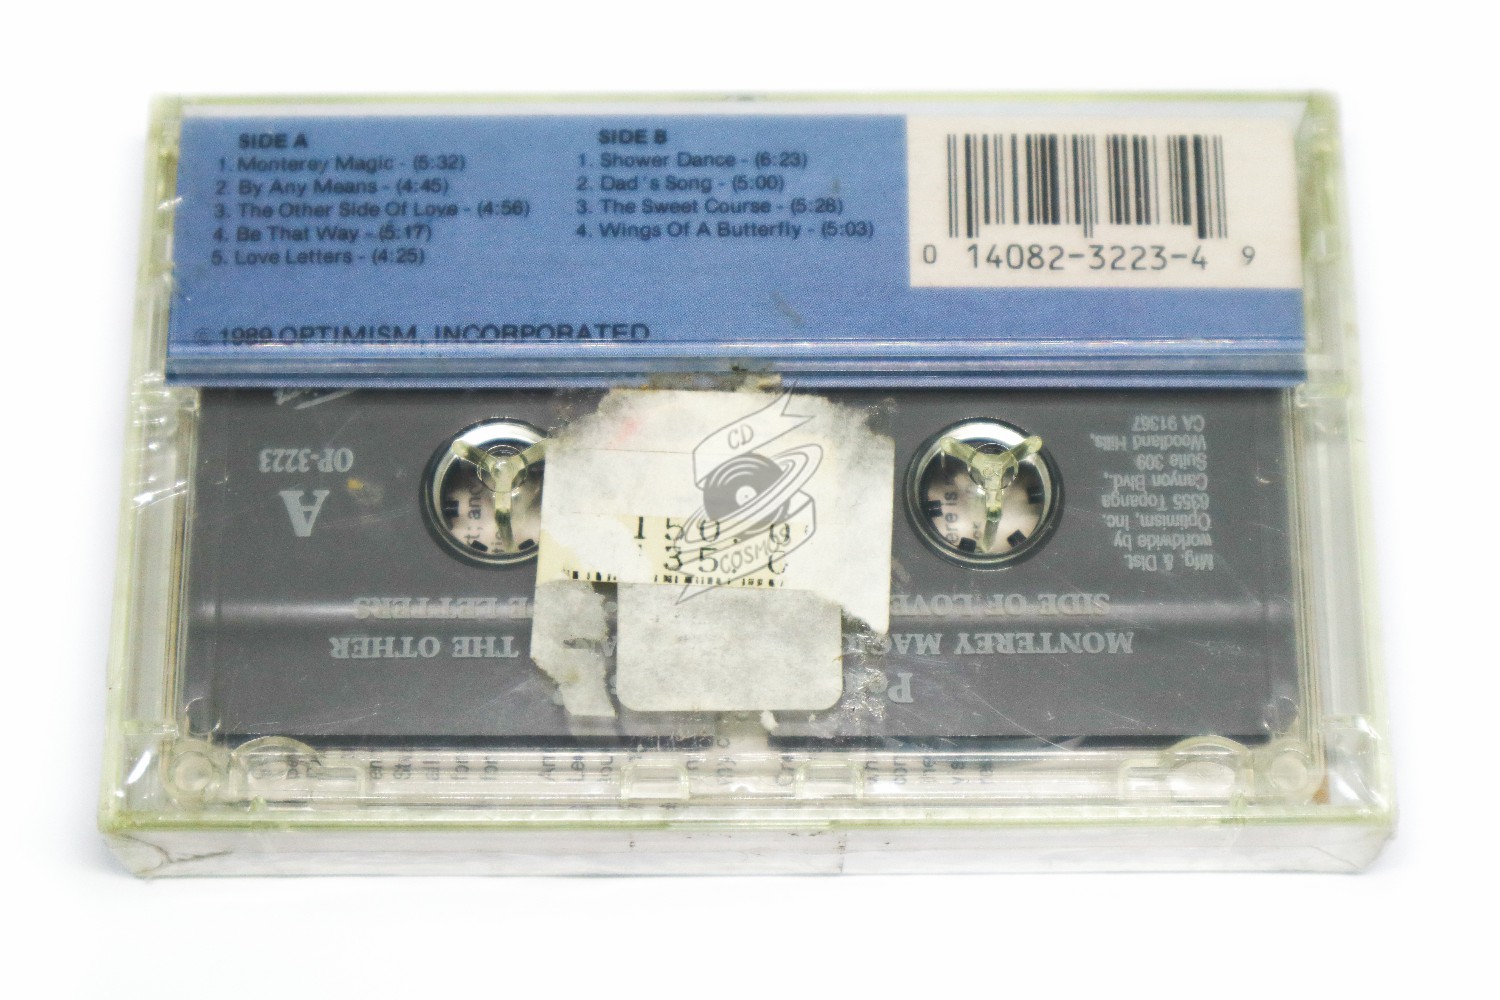 SIDE A
1. Monterey Magic - (5:32)
2. By Any Means - (4:45)
3. The Other Side Of Love - (4:56)
4. Be That Way - (5:17)
5. Love Letters - (4:25)
SIDE B
1. Shower Dance - (6:23)
2. Dad's Song - (5:00)
3. The Sweet Course - (5:28)
4. Wings Of A Butterfly - (5:03)
0 14082-3223-4 9
© 1989 OPTIMISM, INCORPORATED
OP-3223
A
CD
COSMOS
150.0
35.0
Mfg. & Dist.
worldwide by
Optimism, Inc.
6355 Topanga
Canyon Blvd.,
Suite 309
Woodland Hills,
CA 91367
MONTEREY THE OTHER
SIDE OF LOVE LETTERS